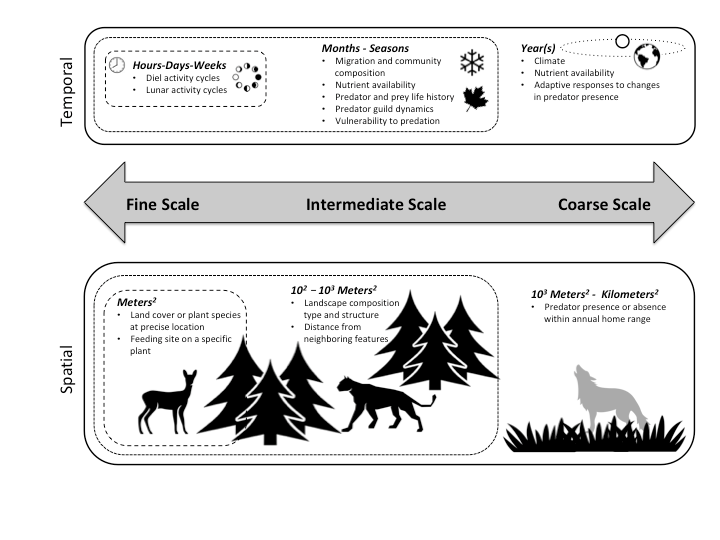 Temporal
Hours-Days-Weeks
• Diel activity cycles
• Lunar activity cycles
Months - Seasons
• Migration and community
composition
• Nutrient availability
• Predator and prey life history
• Predator guild dynamics
• Vulnerability to predation
Year(s)
• Climate
• Nutrient availability
• Adaptive responses to changes
in predator presence
Fine Scale
Intermediate Scale
Coarse Scale
Spatial
Meters²
• Land cover or plant species
at precise location
• Feeding site on a specific
plant
10² – 10³ Meters²
• Landscape composition
type and structure
• Distance from
neighboring features
10³ Meters² - Kilometers²
• Predator presence or absence
within annual home range